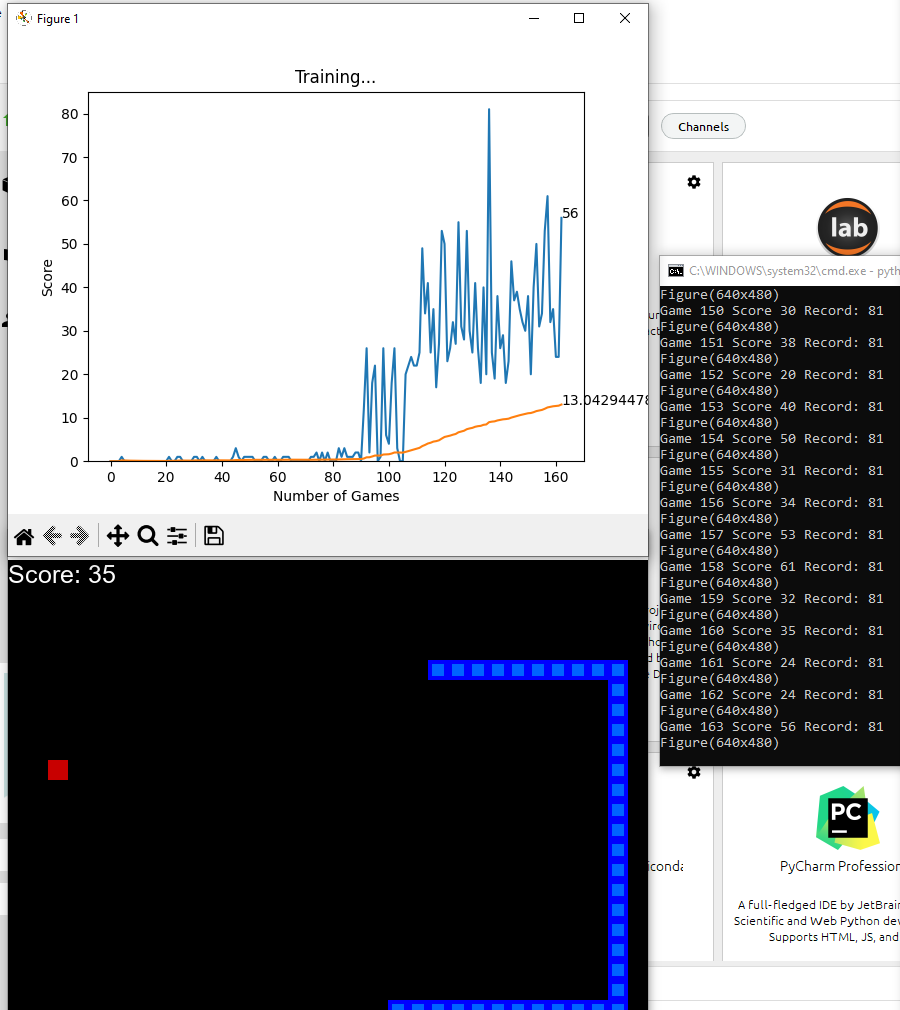 Figure 1
Training...
Score
80
70
60
50
40
30
20
10
0
56
13.04294478
0 20 40 60 80 100 120 140 160
Number of Games
Score: 35
Channels
lab
C:\WINDOWS\system32\cmd.exe - pyth
Figure(640x480)
Game 150 Score 30 Record: 81
Figure(640x480)
Game 151 Score 38 Record: 81
Figure(640x480)
Game 152 Score 20 Record: 81
Figure(640x480)
Game 153 Score 40 Record: 81
Figure(640x480)
Game 154 Score 50 Record: 81
Figure(640x480)
Game 155 Score 31 Record: 81
Figure(640x480)
Game 156 Score 34 Record: 81
Figure(640x480)
Game 157 Score 53 Record: 81
Figure(640x480)
Game 158 Score 61 Record: 81
Figure(640x480)
Game 159 Score 32 Record: 81
Figure(640x480)
Game 160 Score 35 Record: 81
Figure(640x480)
Game 161 Score 24 Record: 81
Figure(640x480)
Game 162 Score 24 Record: 81
Figure(640x480)
Game 163 Score 56 Record: 81
Figure(640x480)
PC
PyCharm Profession
A full-fledged IDE by JetBrain
Scientific and Web Python dev
Supports HTML, JS, and